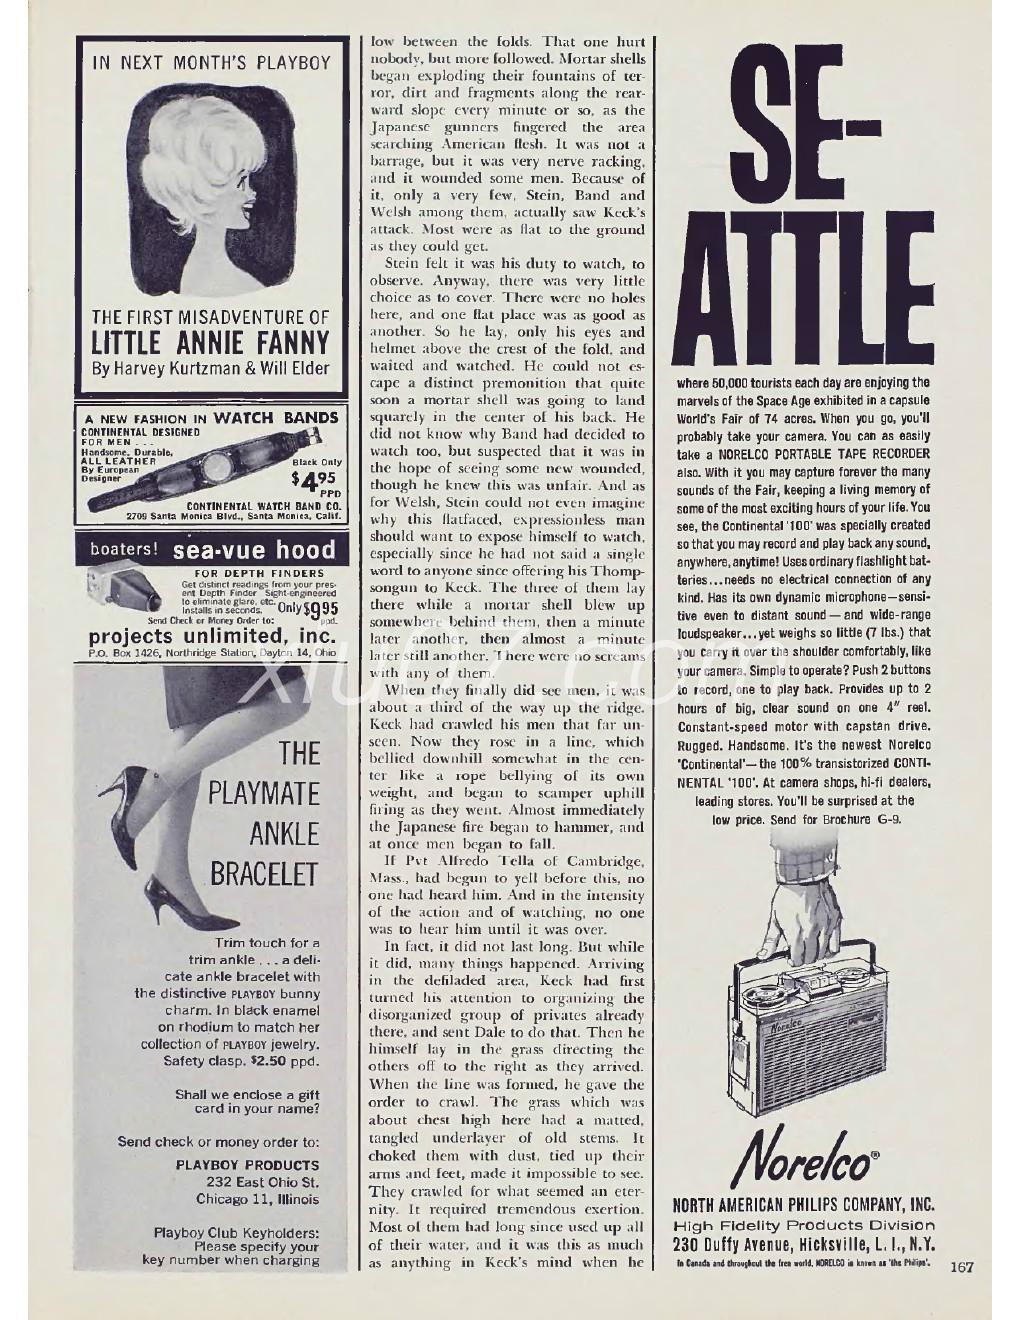 IN NEXT MONTH'S PLAYBOY
THE FIRST MISADVENTURE OF
LITTLE ANNIE FANNY
By Harvey Kurtzman & Will Elder
A NEW FASHION IN WATCH BANDS
CONTINENTAL DESIGNED
FOR MEN ...
Handsome, Durable,
ALL LEATHER
By European
Designer
Black Only
$4.95
PPD
CONTINENTAL WATCH BAND CO.
2709 Santa Monica Blvd., Santa Monica, Calif.
boaters! sea-vue hood
FOR DEPTH FINDERS
Get distinct readings from your pres-
ent Depth Finder Sight-engineered
to eliminate glare, etc.
Installs in seconds. Only $9.95
Send Check or Money Order to: ppd.
projects unlimited, inc.
P.O. Box 1426, Northridge Station, Dayton 14, Ohio
THE
PLAYMATE
ANKLE
BRACELET
Trim touch for a
trim ankle . . . a deli-
cate ankle bracelet with
the distinctive PLAYBOY bunny
charm. In black enamel
on rhodium to match her
collection of PLAYBOY jewelry.
Safety clasp. $2.50 ppd.
Shall we enclose a gift
card in your name?
Send check or money order to:
PLAYBOY PRODUCTS
232 East Ohio St.
Chicago 11, Illinois
Playboy Club Keyholders:
Please specify your
key number when charging
low between the folds. That one hurt
nobody, but more followed. Mortar shells
began exploding their fountains of ter-
ror, dirt and fragments along the rear-
ward slope every minute or so, as the
Japanese gunners fingered the area
searching American flesh. It was not a
barrage, but it was very nerve racking,
and it wounded some men. Because of
it, only a very few, Stein, Band and
Welsh among them, actually saw Keck's
attack. Most were as flat to the ground
as they could get.
Stein felt it was his duty to watch, to
observe. Anyway, there was very little
choice as to cover. There were no holes
here, and one flat place was as good as
another. So he lay, only his eyes and
helmet above the crest of the fold, and
waited and watched. He could not es-
cape a distinct premonition that quite
soon a mortar shell was going to land
squarely in the center of his back. He
did not know why Band had decided to
watch too, but suspected that it was in
the hope of seeing some new wounded,
though he knew this was unfair. And as
for Welsh, Stein could not even imagine
why this flatfaced, expressionless man
should want to expose himself to watch,
especially since he had not said a single
word to anyone since offering his Thomp-
songun to Keck. The three of them lay
there while a mortar shell blew up
somewhere behind them, then a minute
later another, then almost a minute
later still another. There were no screams
with any of them.
When they finally did see men, it was
about a third of the way up the ridge.
Keck had crawled his men that far un-
seen. Now they rose in a line, which
bellied downhill somewhat in the cen-
ter like a rope bellying of its own
weight, and began to scamper uphill
firing as they went. Almost immediately
the Japanese fire began to hammer, and
at once men began to fall.
If Pvt Alfredo Tella of Cambridge,
Mass., had begun to yell before this, no
one had heard him. And in the intensity
of the action and of watching, no one
was to hear him until it was over.
In fact, it did not last long. But while
it did, many things happened. Arriving
in the defiladed area, Keck had first
turned his attention to organizing the
disorganized group of privates already
there, and sent Dale to do that. Then he
himself lay in the grass directing the
others off to the right as they arrived.
When the line was formed, he gave the
order to crawl. The grass which was
about chest high here had a matted,
tangled underlayer of old stems. It
choked them with dust, tied up their
arms and feet, made it impossible to see.
They crawled for what seemed an eter-
nity. It required tremendous exertion.
Most of them had long since used up all
of their water, and it was this as much
as anything in Keck's mind when he
SE-
ATTLE
where 50,000 tourists each day are enjoying the
marvels of the Space Age exhibited in a capsule
World's Fair of 74 acres. When you go, you'll
probably take your camera. You can as easily
take a NORELCO PORTABLE TAPE RECORDER
also. With it you may capture forever the many
sounds of the Fair, keeping a living memory of
some of the most exciting hours of your life. You
see, the Continental '100' was specially created
so that you may record and play back any sound,
anywhere, anytime! Uses ordinary flashlight bat-
teries...needs no electrical connection of any
kind. Has its own dynamic microphone—sensi-
tive even to distant sound — and wide-range
loudspeaker...yet weighs so little (7 lbs.) that
you carry it over the shoulder comfortably, like
your camera. Simple to operate? Push 2 buttons
to record, one to play back. Provides up to 2
hours of big, clear sound on one 4" reel.
Constant-speed motor with capstan drive.
Rugged. Handsome. It's the newest Norelco
'Continental'—the 100% transistorized CONTI-
NENTAL '100'. At camera shops, hi-fi dealers,
leading stores. You'll be surprised at the
low price. Send for Brochure G-9.
Norelco
Norelco®
NORTH AMERICAN PHILIPS COMPANY, INC.
High Fidelity Products Division
230 Duffy Avenue, Hicksville, L. I., N.Y.
In Canada and throughout the free world, NORELCO is known as 'the Philips'.
167